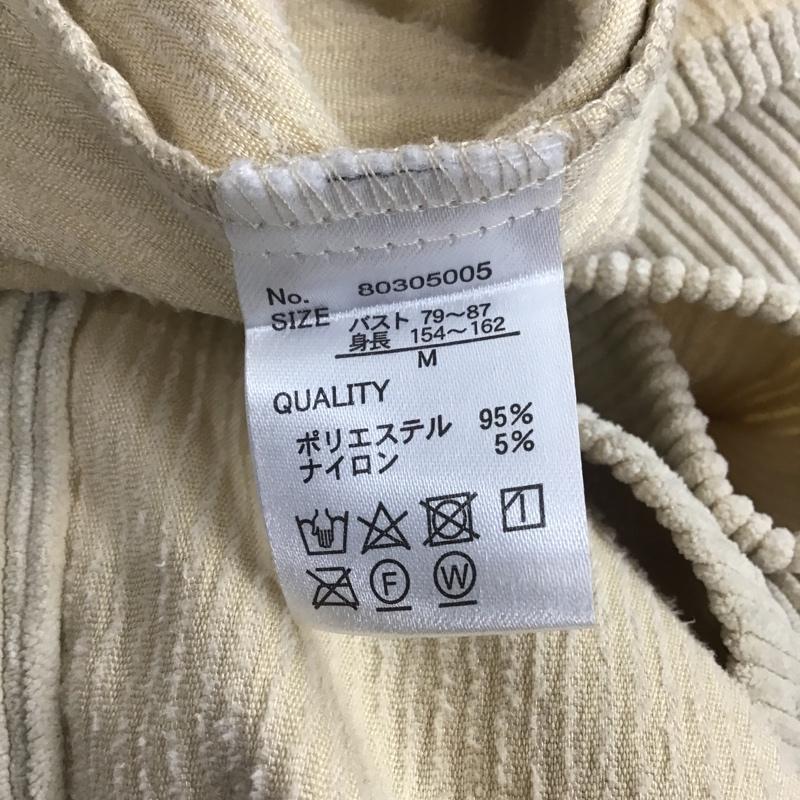 No. 80305005
SIZE バスト 79～87
身長 154～162
M
QUALITY
ポリエステル 95%
ナイロン 5%
F W